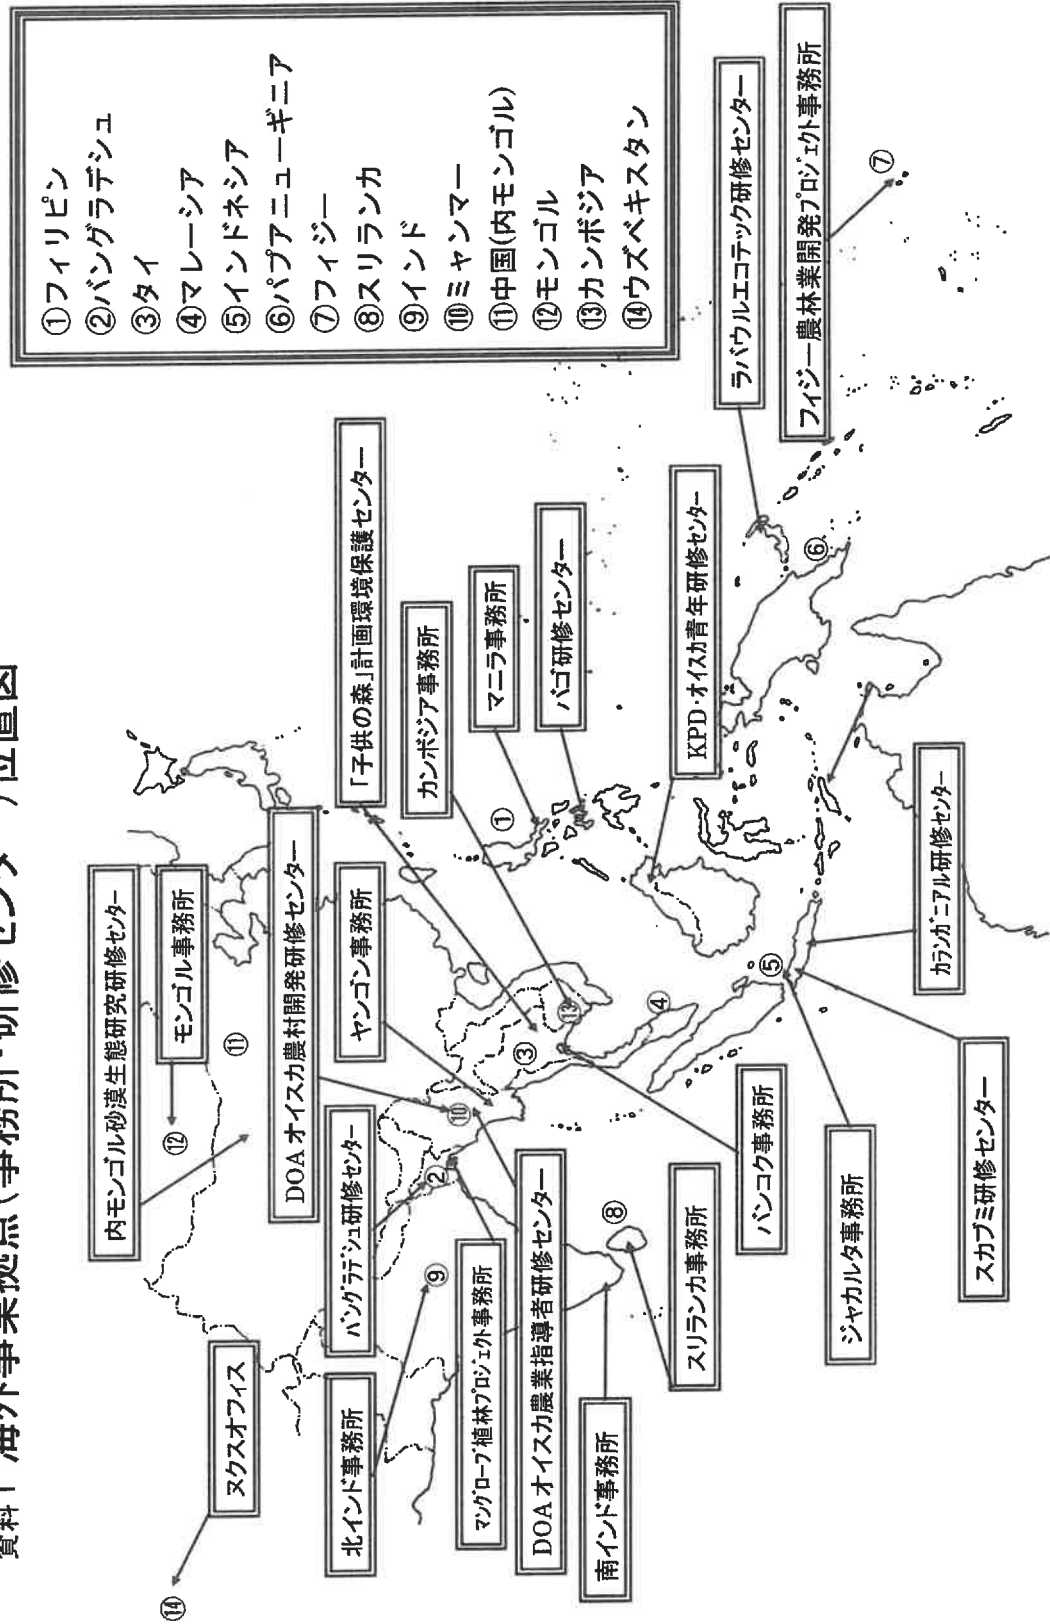 資料1 海外事業拠点(事務所・研修センター)位置図
①フィリピン
②バングラデシュ
③タイ
④マレーシア
⑤インドネシア
⑥パプアニューギニア
⑦フィジー
⑧スリランカ
⑨インド
⑩ミャンマー
⑪中国(内モンゴル)
⑫モンゴル
⑬カンボジア
⑭ウズベキスタン
内モンゴル砂漠生態研究研修センター
モンゴル事務所
ヌクスオフィス
DOAオイスカ農村開発研修センター
ヤンゴン事務所
「子供の森」計画環境保護センター
カンボジア事務所
マニラ事務所
バゴ研修センター
KPD・オイスカ青年研修センター
ラバウルエコテック研修センター
フィジー農林業開発プロジェクト事務所
バングラデシュ研修センター
北インド事務所
マングローブ植林プロジェクト事務所
DOAオイスカ農業指導者研修センター
南インド事務所
スリランカ事務所
バンコク事務所
ジャカルタ事務所
スカブミ研修センター
カランガニアル研修センター
①
②
③
④
⑤
⑥
⑦
⑧
⑨
⑩
⑪
⑫
⑬
⑭